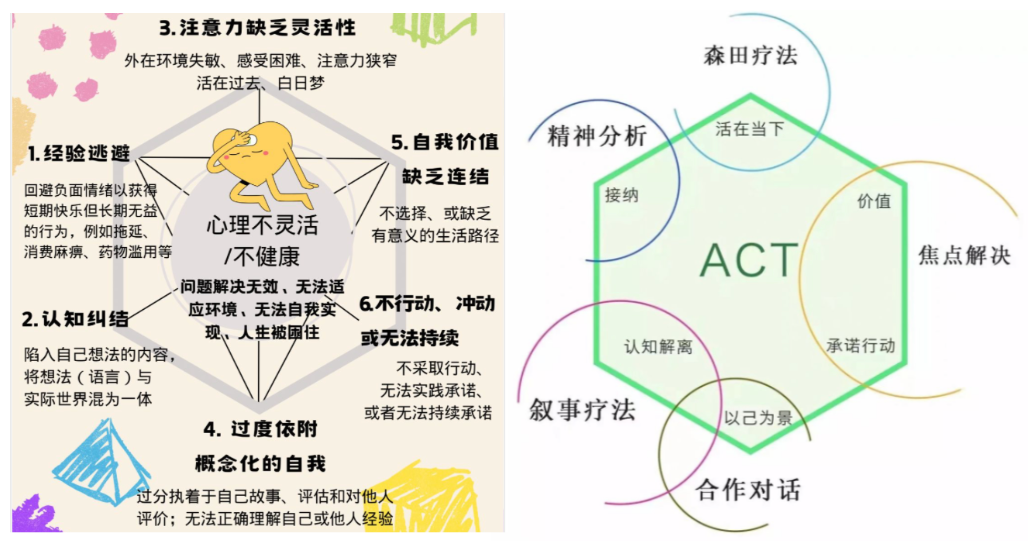 3.注意力缺乏灵活性
外在环境失敏、感受困难、注意力狭窄
活在过去、白日梦
1.经验逃避
回避负面情绪以获得
短期快乐但长期无益
的行为，例如拖延、
消费麻痹、药物滥用等
5.自我价值
缺乏连结
不选择、或缺乏
有意义的生活路径
心理不灵活
/不健康
问题解决无效、无法适
应环境、无法自我实
现、人生被困住
2.认知纠结
陷入自己想法的内容，
将想法（语言）与
实际世界混为一体
6.不行动、冲动
或无法持续
不采取行动、
无法实践承诺、
或者无法持续承诺
4. 过度依附
概念化的自我
过分执着于自己故事、评估和对他人
评价；无法正确理解自己或他人经验
森田疗法
活在当下
精神分析
接纳
价值
ACT
焦点解决
认知解离
承诺行动
叙事疗法
以己为景
合作对话